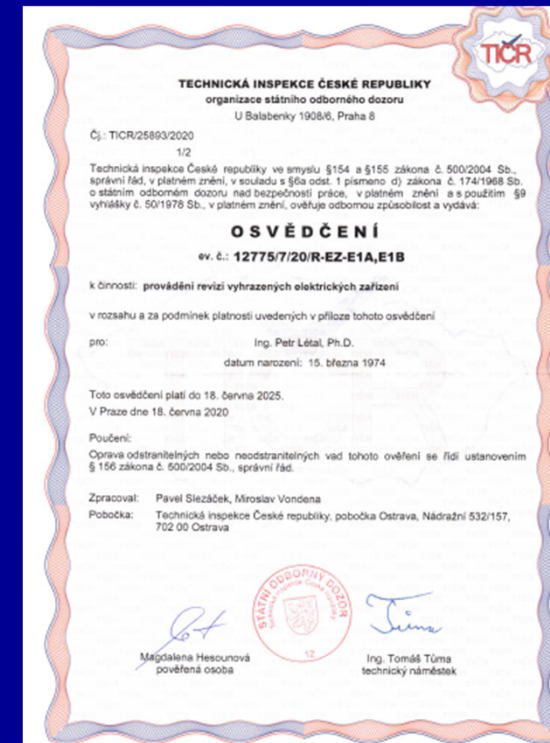 TIČR
TECHNICKÁ INSPEKCE ČESKÉ REPUBLIKY
organizace státního odborného dozoru
U Balabenky 1908/6, Praha 8
Čj.: TICR/25893/2020
1/2
Technická inspekce České republiky ve smyslu §154 a §155 zákona č. 500/2004 Sb.,
správní řád, v platném znění, v souladu s §6a odst. 1 písmeno d) zákona č. 174/1968 Sb.
o státním odborném dozoru nad bezpečností práce, v platném znění a s použitím §9
vyhlášky č. 50/1978 Sb., v platném znění, ověřuje odbornou způsobilost a vydává:
OSVĚDČENÍ
ev. č.: 12775/7/20/R-EZ-E1A,E1B
k činnosti: provádění revizí vyhrazených elektrických zařízení
v rozsahu a za podmínek platnosti uvedených v příloze tohoto osvědčení
pro: Ing. Petr Létal, Ph.D.
datum narození: 15. března 1974
Toto osvědčení platí do 18. června 2025.
V Praze dne 18. června 2020
Poučení:
Oprava odstranitelných nebo neodstranitelných vad tohoto ověření se řídí ustanovením
§ 156 zákona č. 500/2004 Sb., správní řád.
Zpracoval: Pavel Slezáček, Miroslav Vondena
Pobočka: Technická inspekce České republiky, pobočka Ostrava, Nádražní 532/157,
702 00 Ostrava
STÁTNÍ ODBORNÝ DOZOR
Technická inspekce České republiky
12
Magdalena Hesounová
pověřená osoba
Ing. Tomáš Tůma
technický náměstek